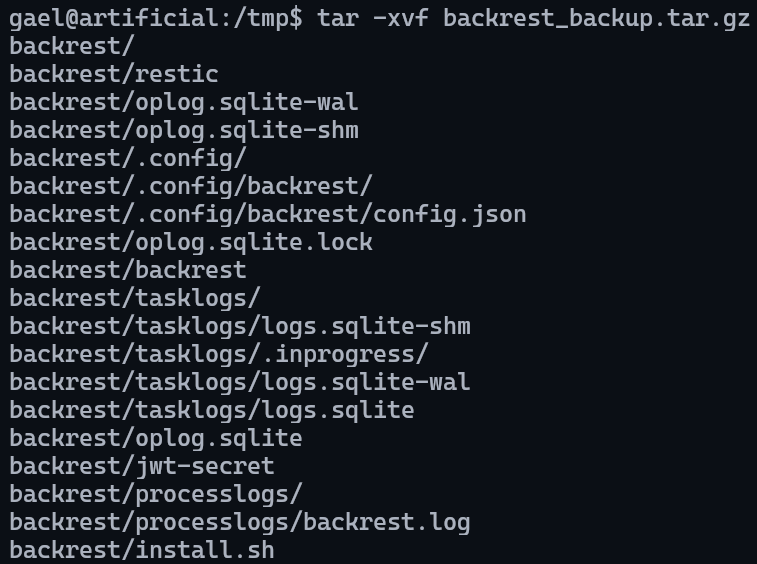 gael@artificial:/tmp$ tar -xvf backrest_backup.tar.gz
backrest/
backrest/restic
backrest/oplog.sqlite-wal
backrest/oplog.sqlite-shm
backrest/.config/
backrest/.config/backrest/
backrest/.config/backrest/config.json
backrest/oplog.sqlite.lock
backrest/backrest
backrest/tasklogs/
backrest/tasklogs/logs.sqlite-shm
backrest/tasklogs/.inprogress/
backrest/tasklogs/logs.sqlite-wal
backrest/tasklogs/logs.sqlite
backrest/oplog.sqlite
backrest/jwt-secret
backrest/processlogs/
backrest/processlogs/backrest.log
backrest/install.sh